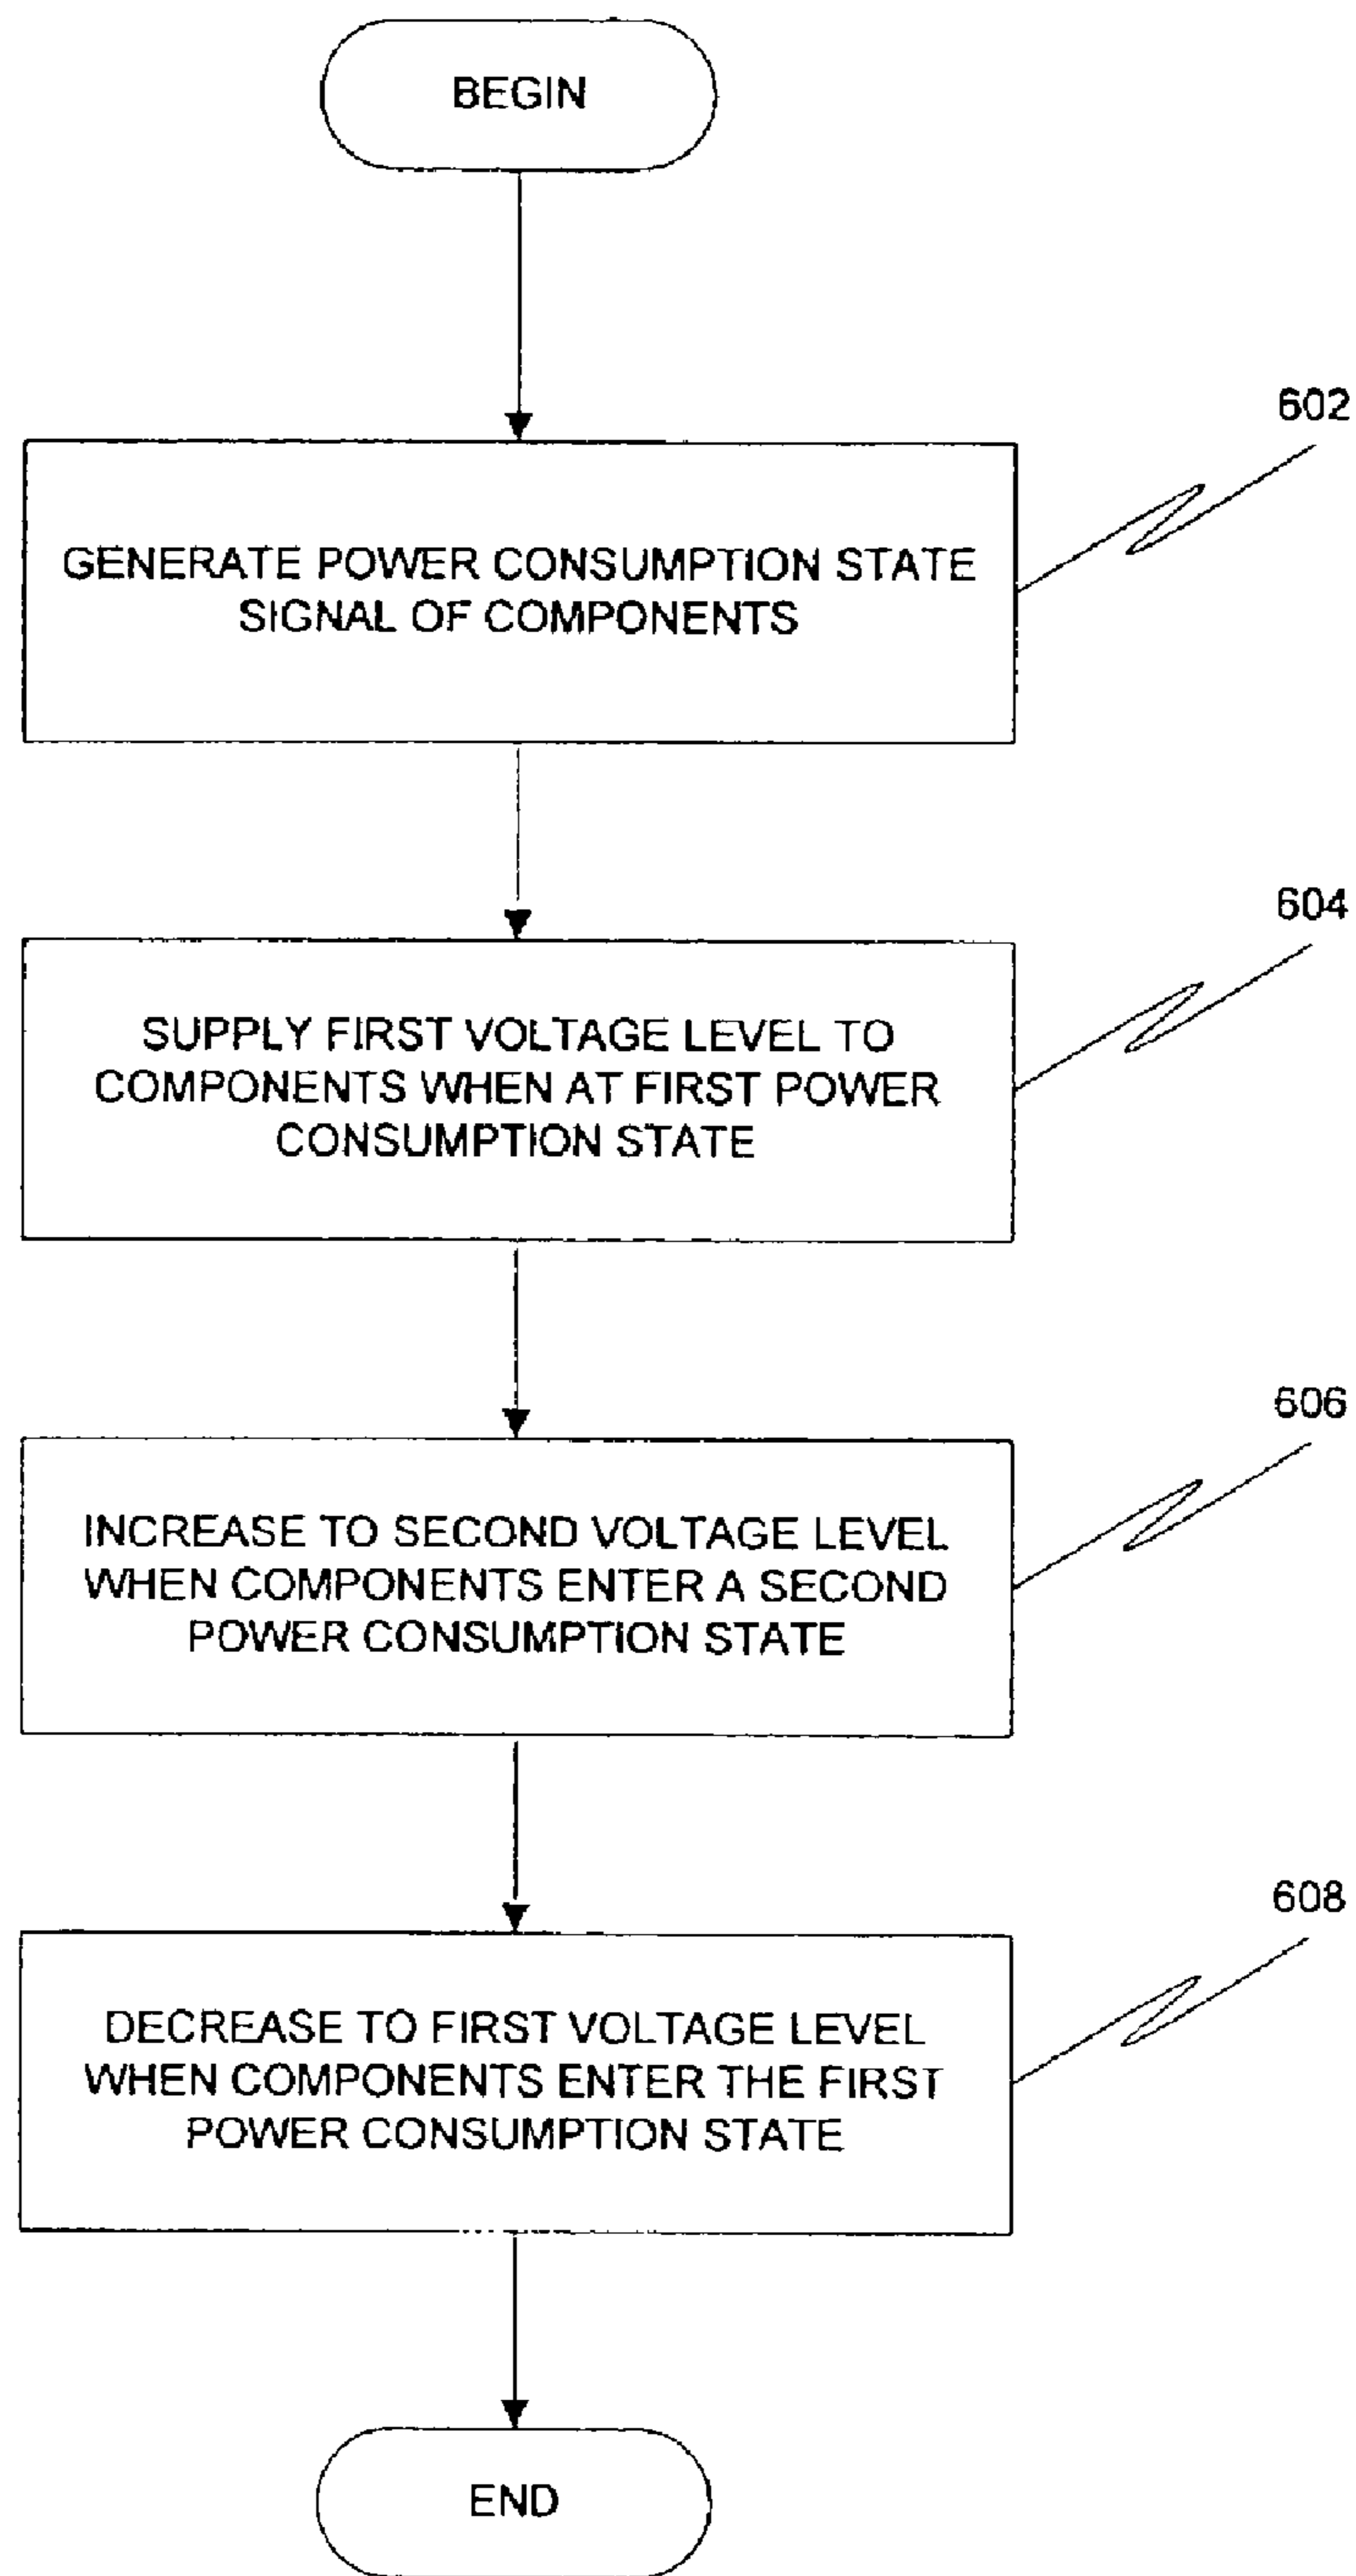 BEGIN
602
GENERATE POWER CONSUMPTION STATE
SIGNAL OF COMPONENTS
604
SUPPLY FIRST VOLTAGE LEVEL TO
COMPONENTS WHEN AT FIRST POWER
CONSUMPTION STATE
606
INCREASE TO SECOND VOLTAGE LEVEL
WHEN COMPONENTS ENTER A SECOND
POWER CONSUMPTION STATE
608
DECREASE TO FIRST VOLTAGE LEVEL
WHEN COMPONENTS ENTER THE FIRST
POWER CONSUMPTION STATE
END